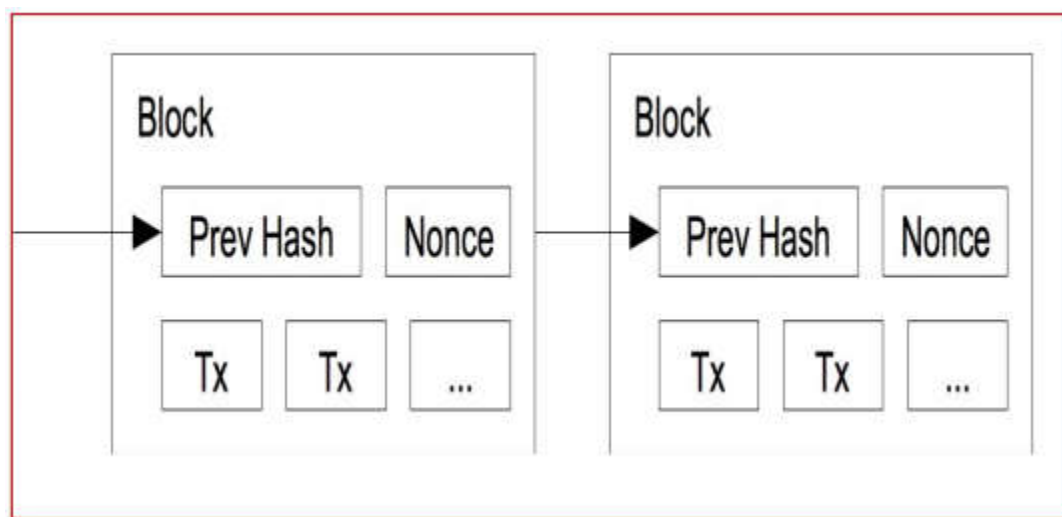 Block Block
Prev Hash Nonce Prev Hash Nonce
Tx Tx ... Tx Tx ...